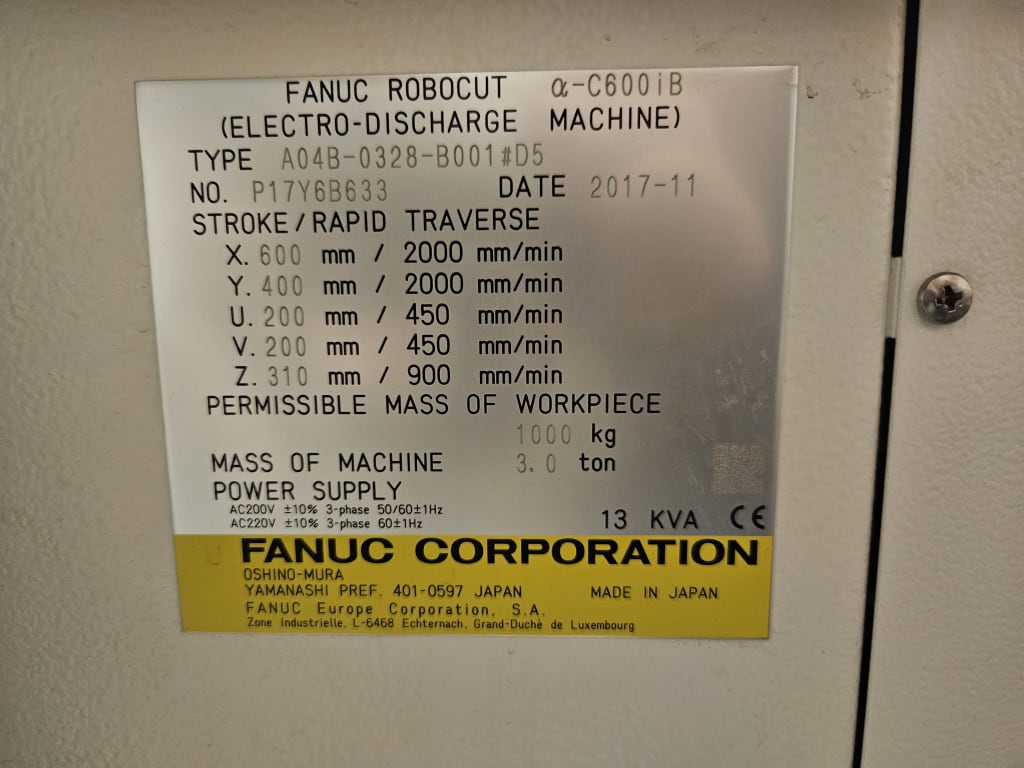 FANUC ROBOCUT α-C600iB
(ELECTRO-DISCHARGE MACHINE)
TYPE A04B-0328-B001#D5
NO. P17Y6B633 DATE 2017-11
STROKE/RAPID TRAVERSE
X. 600 mm / 2000 mm/min
Y. 400 mm / 2000 mm/min
U. 200 mm / 450 mm/min
V. 200 mm / 450 mm/min
Z. 310 mm / 900 mm/min
PERMISSIBLE MASS OF WORKPIECE
1000 kg
MASS OF MACHINE 3.0 ton
POWER SUPPLY
AC200V ±10% 3-phase 50/60±1Hz
AC220V ±10% 3-phase 60±1Hz 13 KVA CE
FANUC CORPORATION
OSHINO-MURA
YAMANASHI PREF. 401-0597 JAPAN MADE IN JAPAN
FANUC Europe Corporation, S.A.
Zone Industrielle, L-6468 Echternach, Grand-Duché de Luxembourg